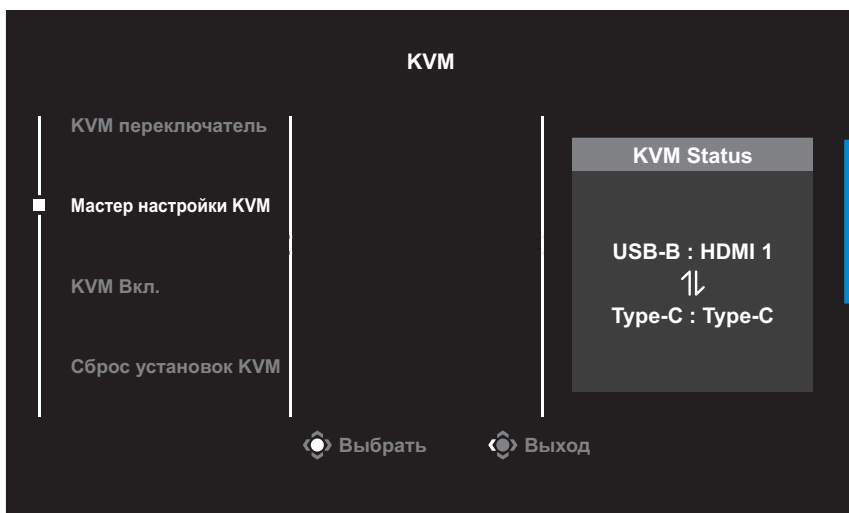 KVM
KVM переключатель
Мастер настройки KVM
KVM Вкл.
Сброс установок KVM
KVM Status
USB-B : HDMI 1
Type-C : Type-C
Выбрать
Выход